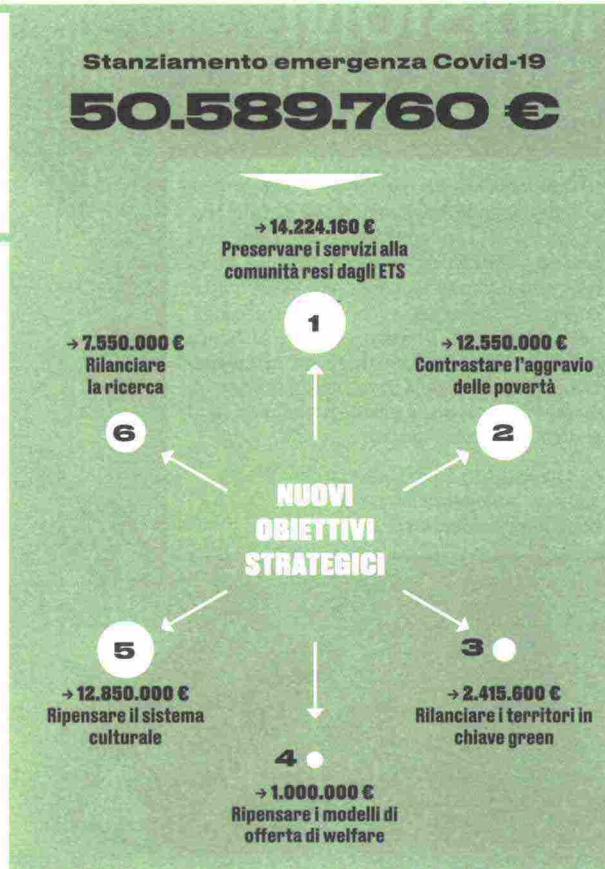 Stanziamento emergenza Covid-19
50.589.760 €
→ 14.224.160 €
Preservare i servizi alla
comunità resi dagli ETS
1
→ 12.550.000 €
Contrastare l'aggravio
delle povertà
2
3
→ 2.415.600 €
Rilanciare i territori in
chiave green
4
→ 1.000.000 €
Ripensare i modelli di
offerta di welfare
5
→ 12.850.000 €
Ripensare il sistema
culturale
→ 7.550.000 €
Rilanciare
la ricerca
6
NUOVI
OBIETTIVI
STRATEGICI